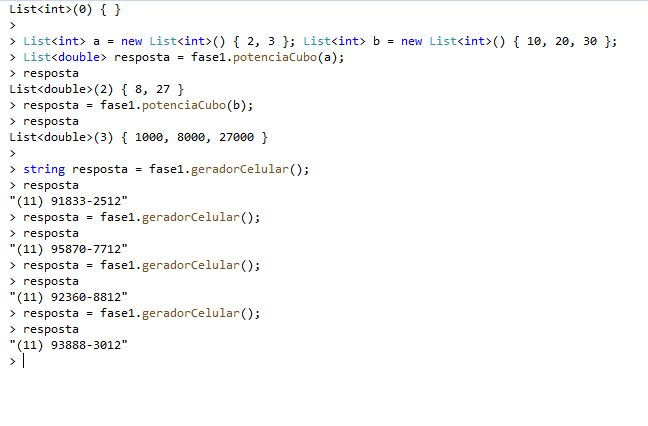 List<int>(0) { }
>
> List<int> a = new List<int>() { 2, 3 }; List<int> b = new List<int>() { 10, 20, 30 };
> List<double> resposta = fase1.potenciaCubo(a);
> resposta
List<double>(2) { 8, 27 }
> resposta = fase1.potenciaCubo(b);
> resposta
List<double>(3) { 1000, 8000, 27000 }
>
> string resposta = fase1.geradorCelular();
> resposta
"(11) 91833-2512"
> resposta = fase1.geradorCelular();
> resposta
"(11) 95870-7712"
> resposta = fase1.geradorCelular();
> resposta
"(11) 92360-8812"
> resposta = fase1.geradorCelular();
> resposta
"(11) 93888-3012"
>